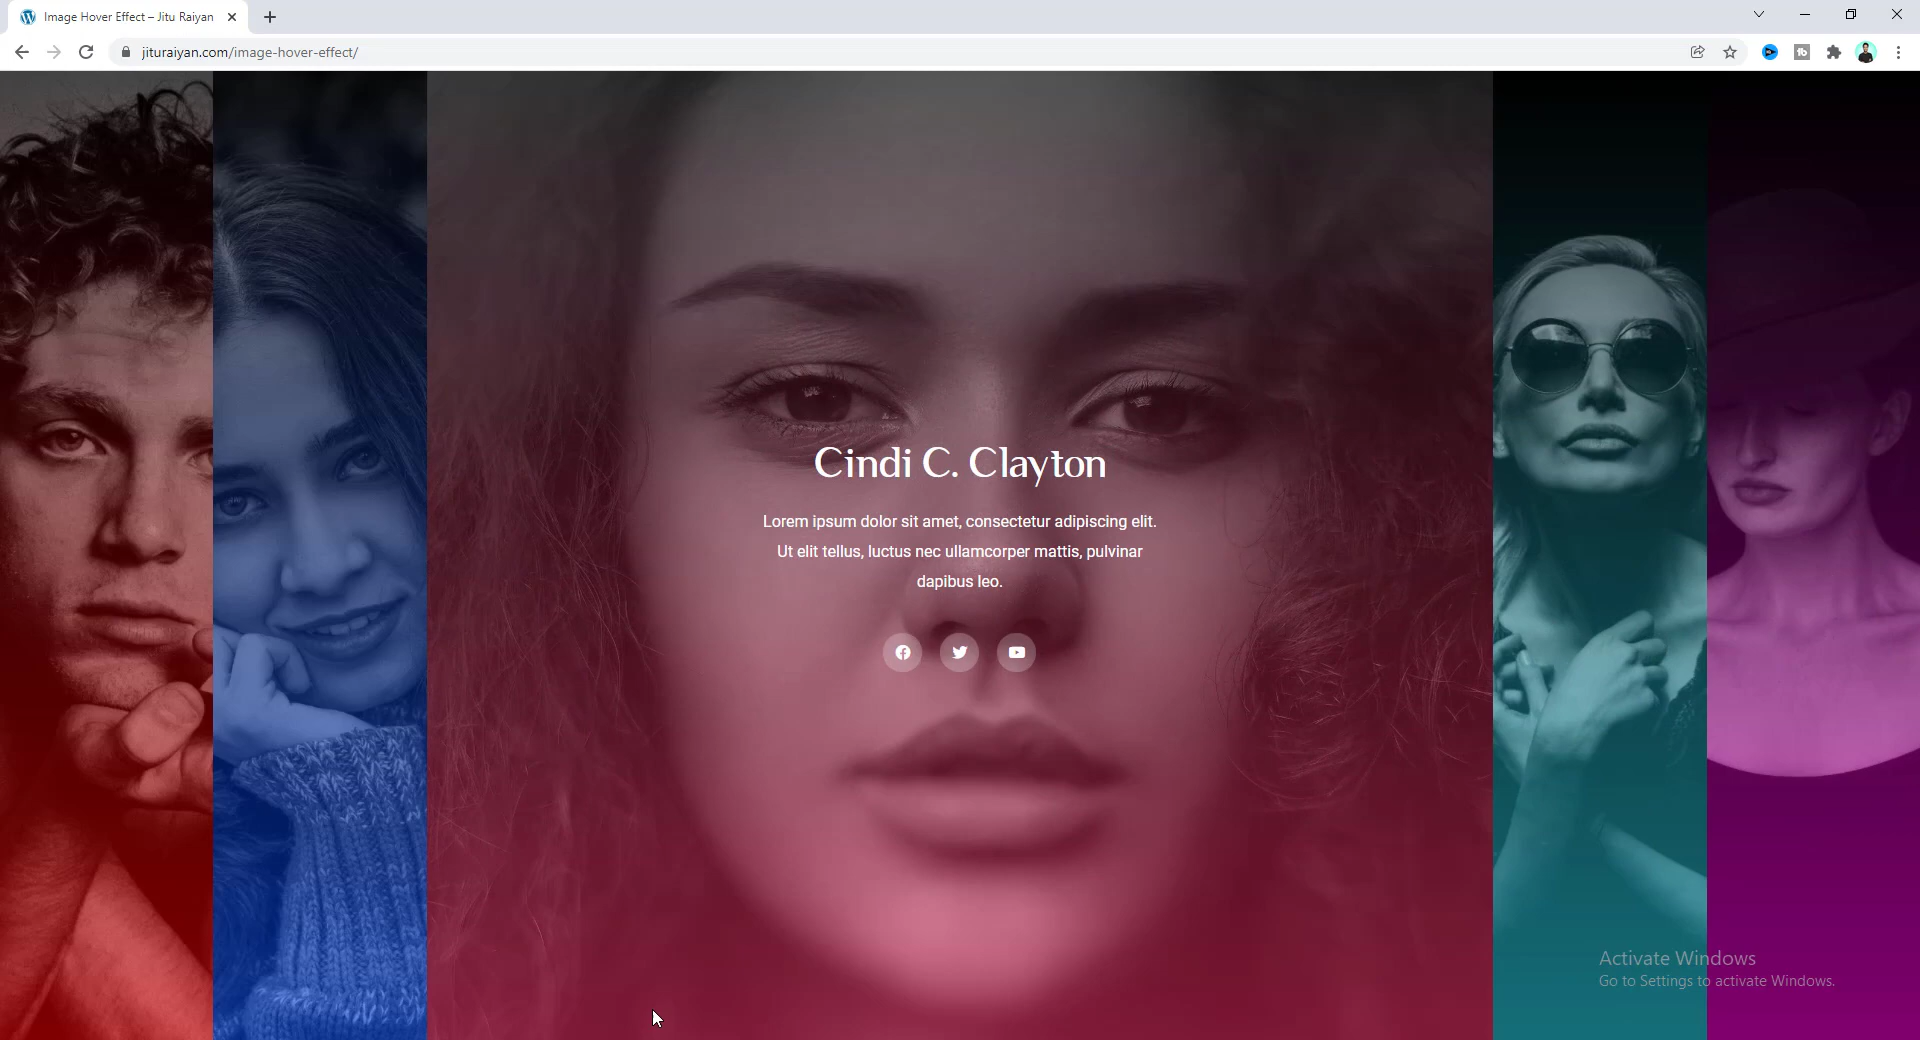 Image Hover Effect – Jitu Raiyan
jituraiyan.com/image-hover-effect/
Cindi C. Clayton
Lorem ipsum dolor sit amet, consectetur adipiscing elit.
Ut elit tellus, luctus nec ullamcorper mattis, pulvinar
dapibus leo.
Activate Windows
Go to Settings to activate Windows.